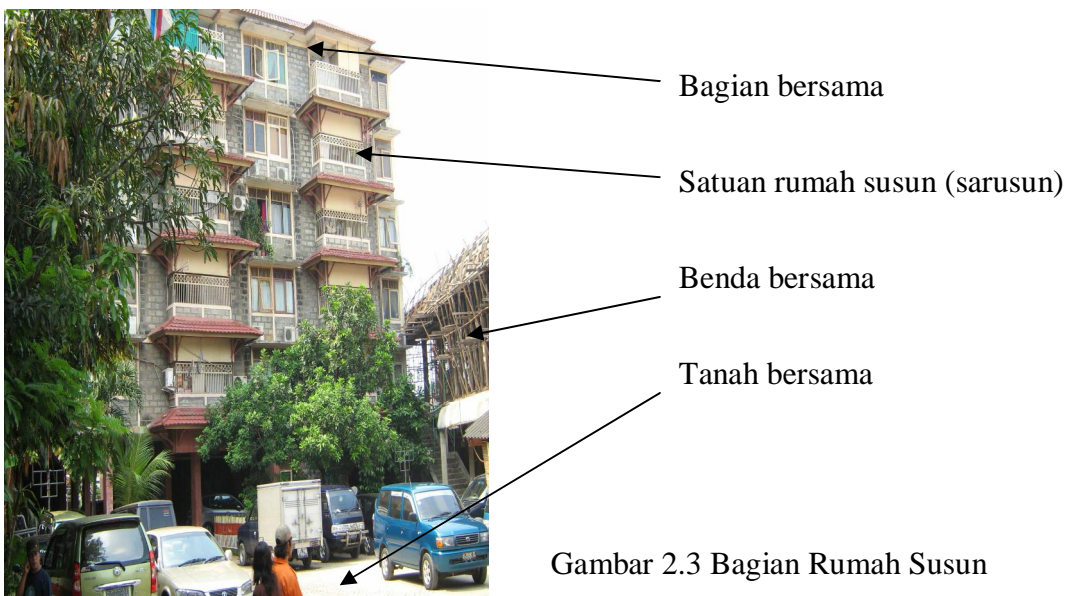 Bagian bersama
Satuan rumah susun (sarusun)
Benda bersama
Tanah bersama
Gambar 2.3 Bagian Rumah Susun